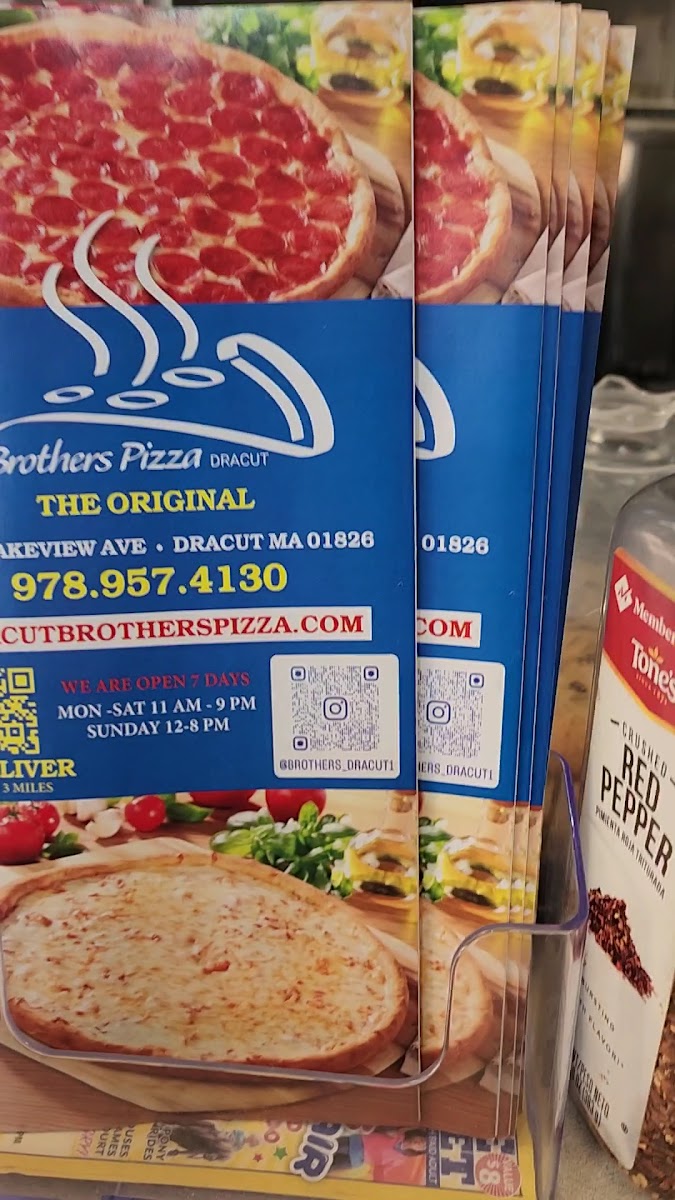 Brothers Pizza DRACUT
THE ORIGINAL
AKEVIEW AVE • DRACUT MA 01826
978.957.4130
CUTBROTHERSPIZZA.COM
WE ARE OPEN 7 DAYS
MON -SAT 11 AM - 9 PM
SUNDAY 12-8 PM
@BROTHERS_DRACUT1
LIVER
3 MILES
01826
COM
ERS_DRACUT1
Member
Tone's
CRUSHED
RED
PEPPER
PIMIENTA ROJA TRITURADA